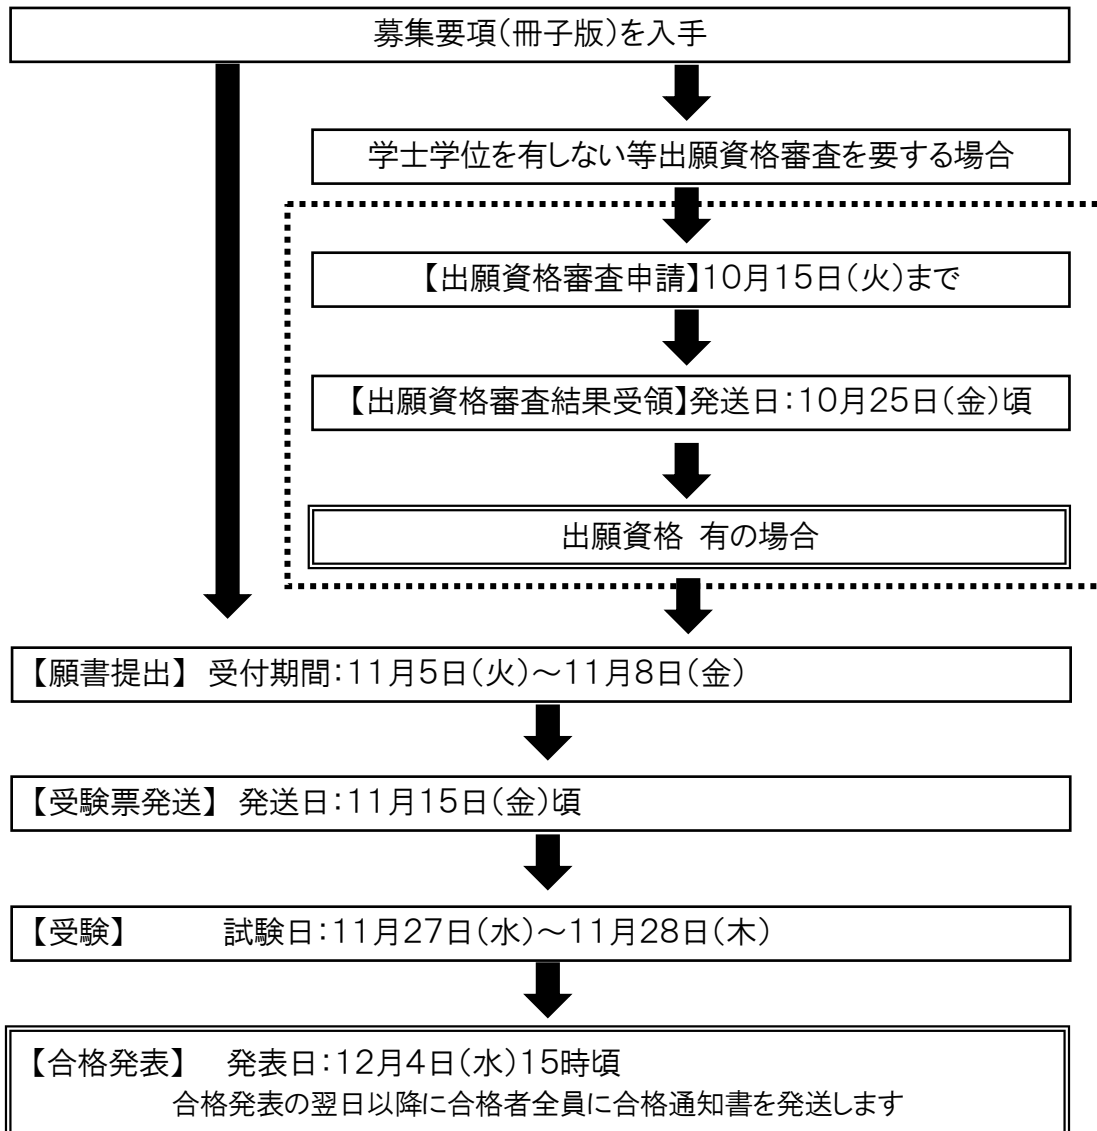 募集要項(冊子版)を入手
学士学位を有しない等出願資格審査を要する場合
【出願資格審査申請】10月15日(火)まで
【出願資格審査結果受領】発送日:10月25日(金)頃
出願資格 有の場合
【願書提出】 受付期間:11月5日(火)~11月8日(金)
【受験票発送】 発送日:11月15日(金)頃
【受験】 試験日:11月27日(水)~11月28日(木)
【合格発表】 発表日:12月4日(水)15時頃
合格発表の翌日以降に合格者全員に合格通知書を発送します